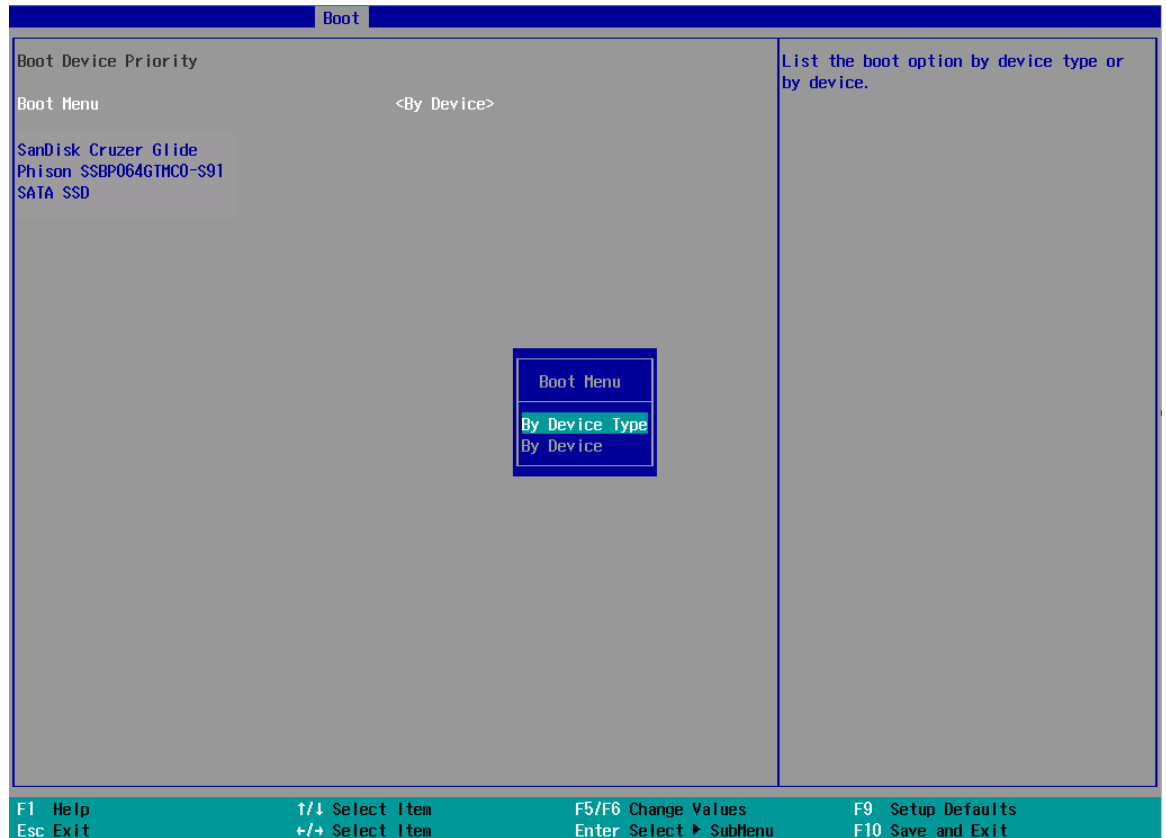 Boot
Boot Device Priority
Boot Menu <By Device>
SanDisk Cruzer Glide
Phison SSBP064GTMC0-S91
SATA SSD
List the boot option by device type or
by device.
Boot Menu
By Device Type
By Device
F1 Help ↑/↓ Select Item F5/F6 Change Values F9 Setup Defaults
Esc Exit ←/→ Select Item Enter Select ▶ SubMenu F10 Save and Exit